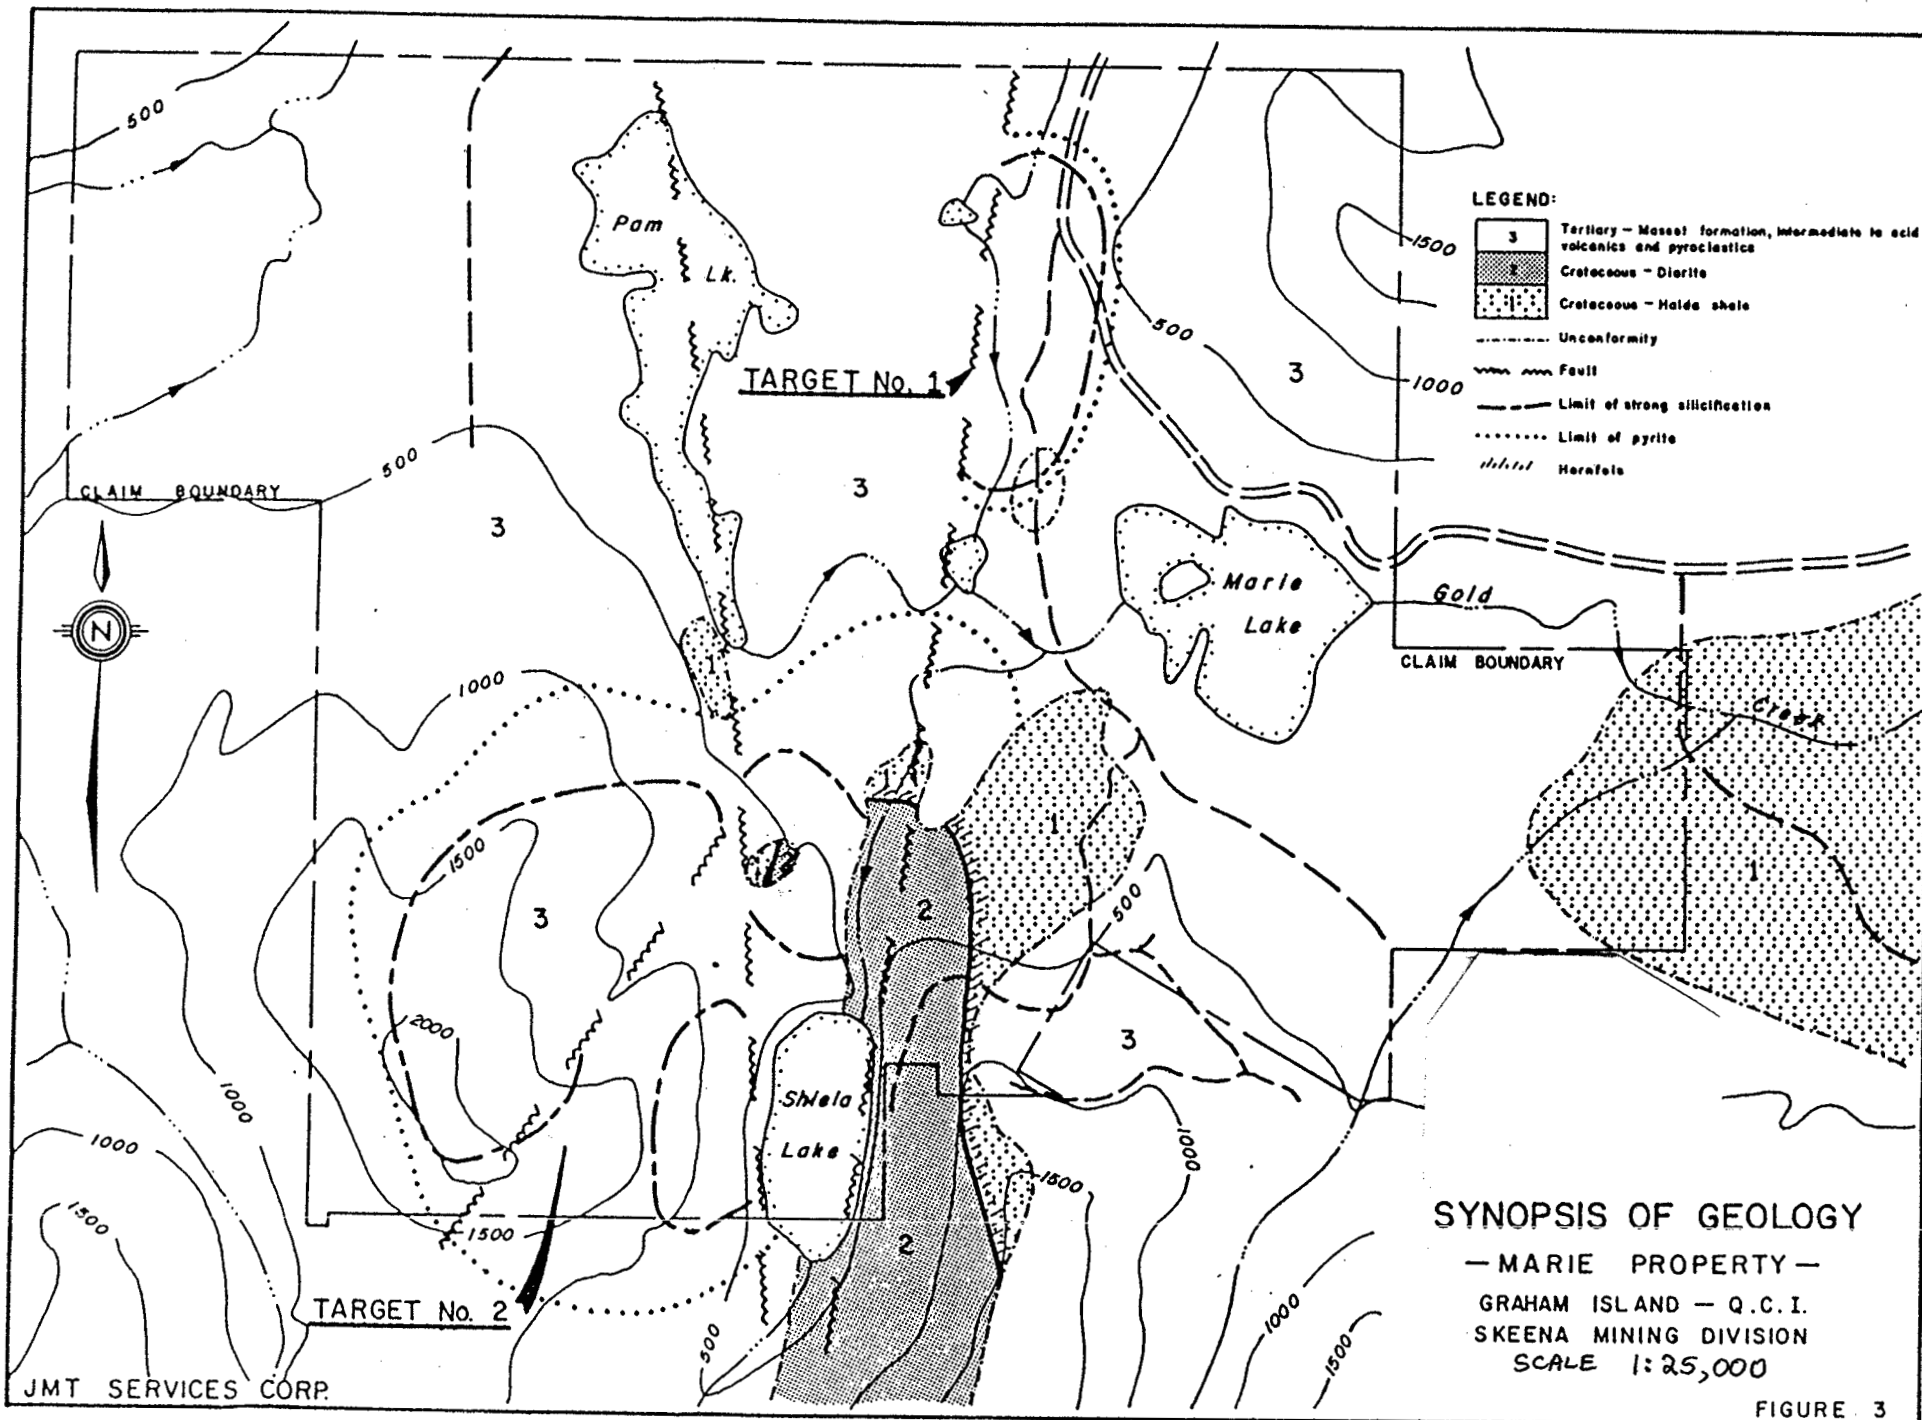 500
Pam
Lk.
LEGEND:
3 Tertiary - Masset formation, intermediate to acid
volcanics and pyroclastics
2 Cretaceous - Diorite
1 Cretaceous - Haida shale
Unconformity
Fault
Limit of strong silicification
Limit of pyrite
Hornfels
1500
500
1000
3
TARGET No. 1
500
3
CLAIM BOUNDARY
3
N
Marie
Lake
Gold
Creek
CLAIM BOUNDARY
1
1000
1
1
1
1500
3
2
500
2000
3
1000
Shiela
Lake
1000
1500
1000
1500
1500
2
TARGET No. 2
500
1000
1500
SYNOPSIS OF GEOLOGY
— MARIE PROPERTY —
GRAHAM ISLAND — Q.C.I.
SKEENA MINING DIVISION
SCALE 1:25,000
JMT SERVICES CORP.
FIGURE 3